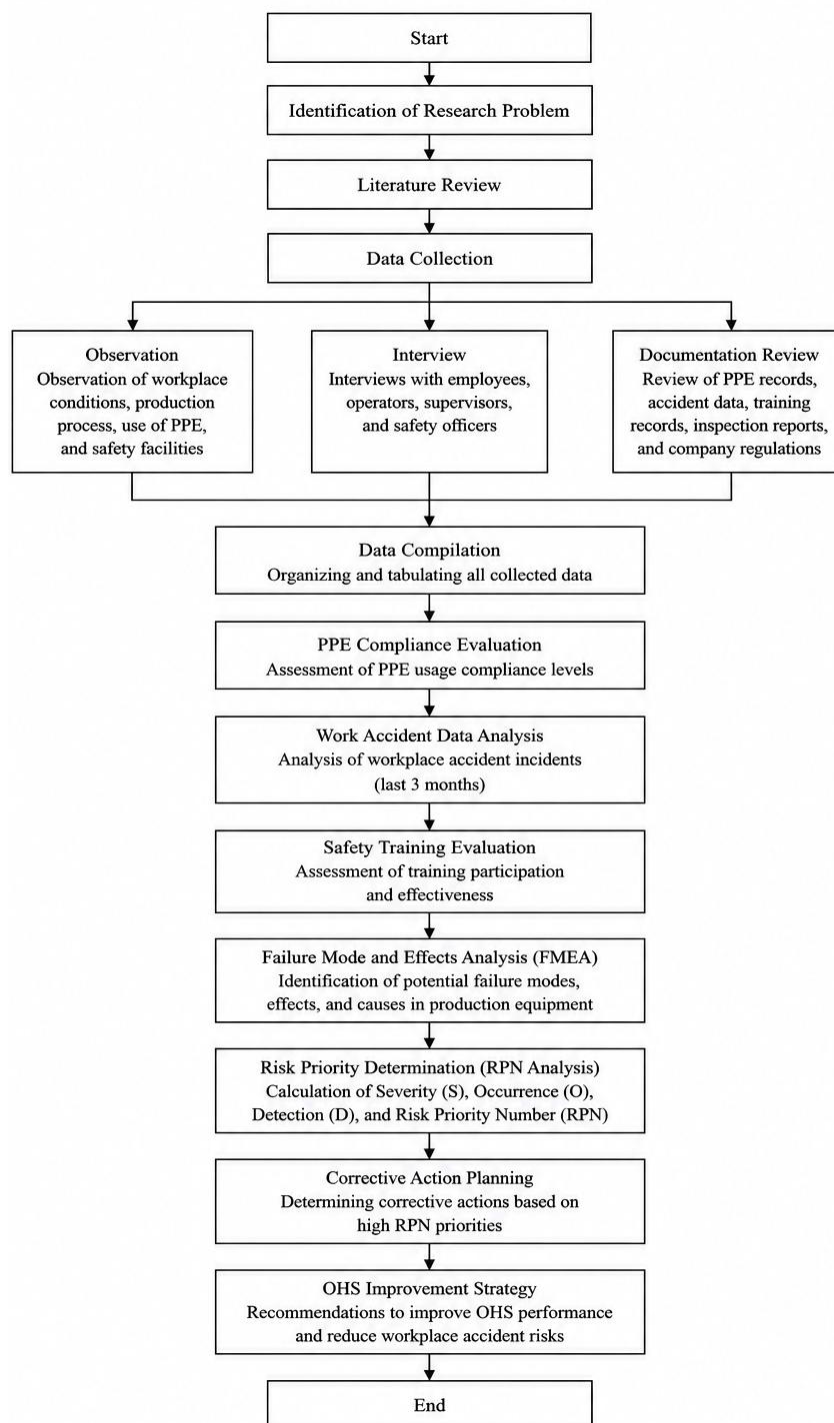 Start
Identification of Research Problem
Literature Review
Data Collection
Observation
Observation of workplace
conditions, production
process, use of PPE,
and safety facilities
Interview
Interviews with employees,
operators, supervisors,
and safety officers
Documentation Review
Review of PPE records,
accident data, training
records, inspection reports,
and company regulations
Data Compilation
Organizing and tabulating all collected data
PPE Compliance Evaluation
Assessment of PPE usage compliance levels
Work Accident Data Analysis
Analysis of workplace accident incidents
(last 3 months)
Safety Training Evaluation
Assessment of training participation
and effectiveness
Failure Mode and Effects Analysis (FMEA)
Identification of potential failure modes,
effects, and causes in production equipment
Risk Priority Determination (RPN Analysis)
Calculation of Severity (S), Occurrence (O),
Detection (D), and Risk Priority Number (RPN)
Corrective Action Planning
Determining corrective actions based on
high RPN priorities
OHS Improvement Strategy
Recommendations to improve OHS performance
and reduce workplace accident risks
End